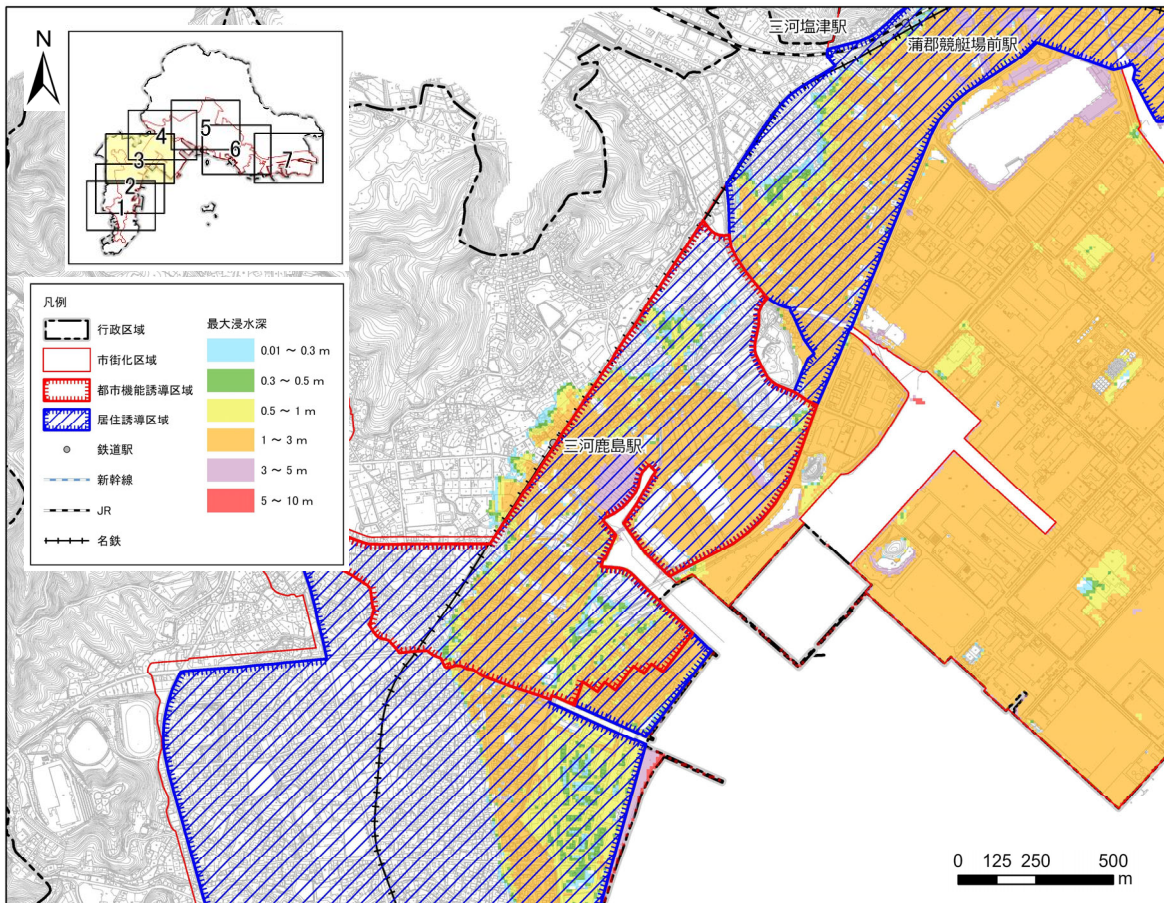 三河塩津駅
蒲郡競艇場前駅
N
4
5
6
7
3
2
1
凡例
行政区域
市街化区域
都市機能誘導区域
居住誘導区域
鉄道駅
新幹線
JR
名鉄
最大浸水深
0.01 ～ 0.3 m
0.3 ～ 0.5 m
0.5 ～ 1 m
1 ～ 3 m
3 ～ 5 m
5 ～ 10 m
三河鹿島駅
0 125 250 500
m